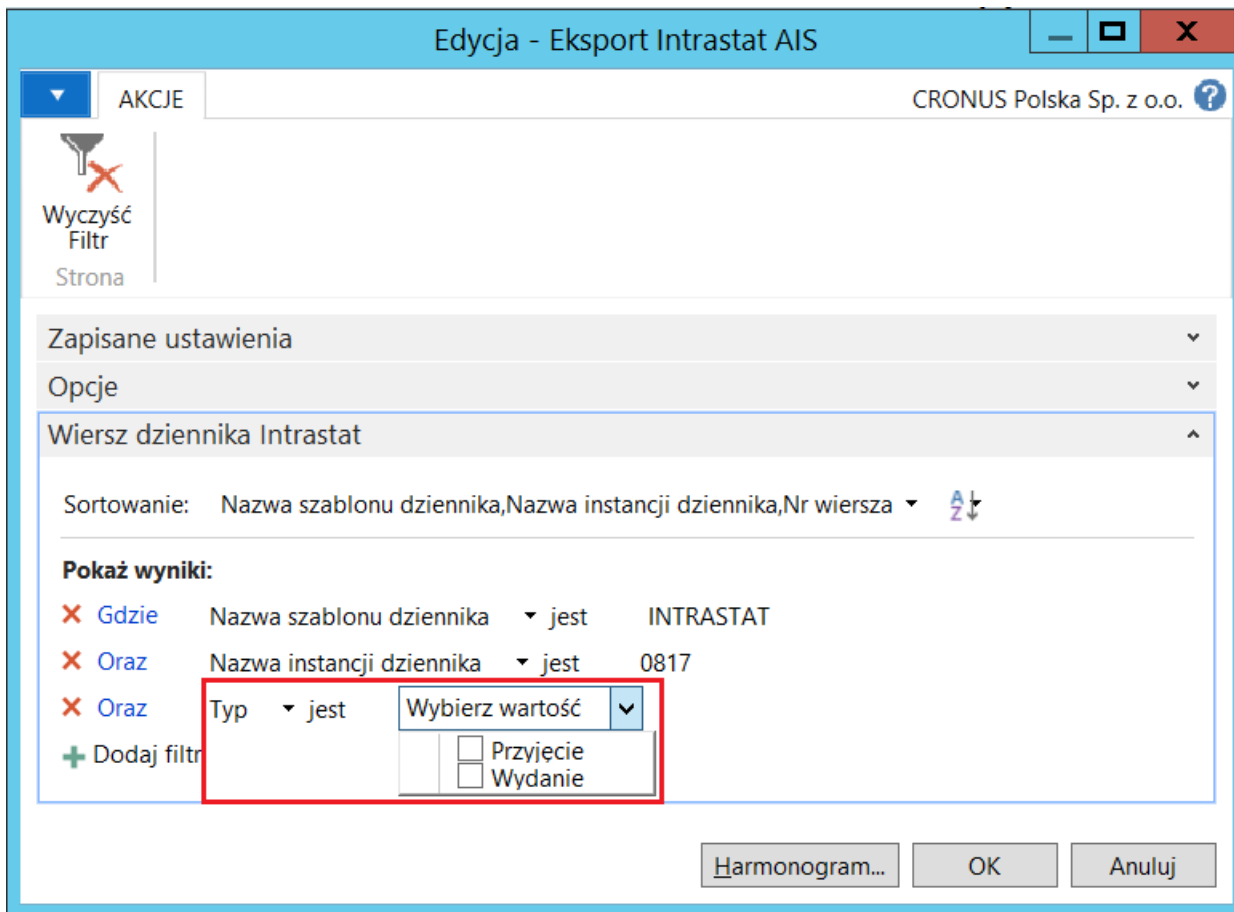 Edycja - Eksport Intrastat AIS
X
AKCJE
CRONUS Polska Sp. z o.o. ?
Wyczyść
Filtr
Strona
Zapisane ustawienia
Opcje
Wiersz dziennika Intrastat
Sortowanie: Nazwa szablonu dziennika,Nazwa instancji dziennika,Nr wiersza
Pokaż wyniki:
Gdzie Nazwa szablonu dziennika jest INTRASTAT
Oraz Nazwa instancji dziennika jest 0817
Oraz Typ jest Wybierz wartość
Przyjęcie
Dodaj filtr
Wydanie
Harmonogram... OK Anuluj